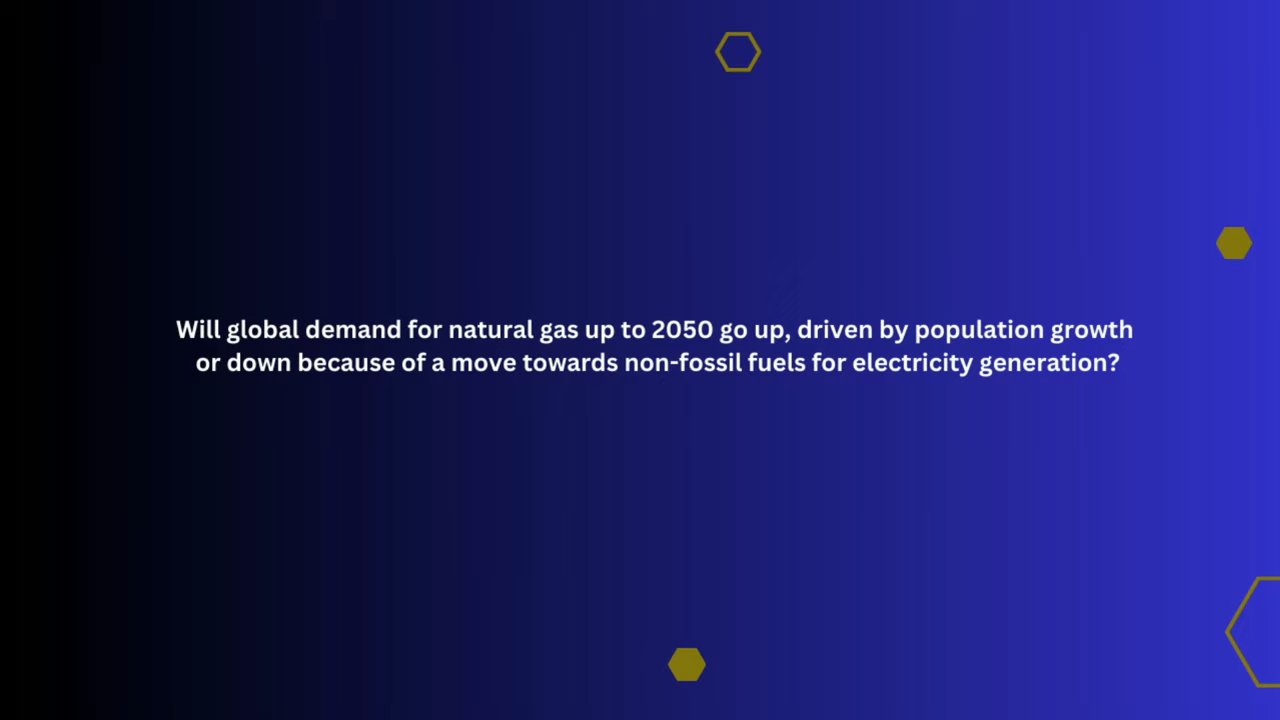 Will global demand for natural gas up to 2050 go up, driven by population growth
or down because of a move towards non-fossil fuels for electricity generation?